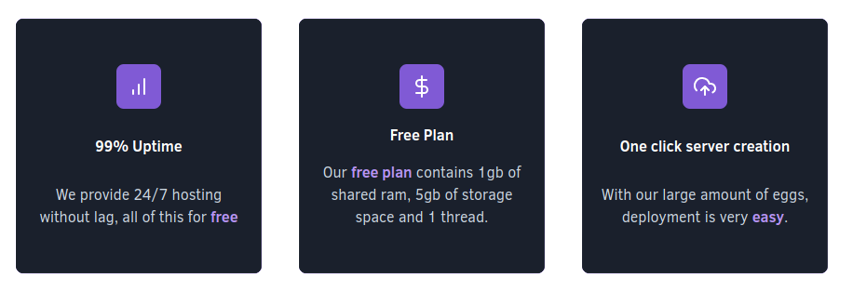 99% Uptime
We provide 24/7 hosting
without lag, all of this for free
Free Plan
Our free plan contains 1gb of
shared ram, 5gb of storage
space and 1 thread.
One click server creation
With our large amount of eggs,
deployment is very easy.